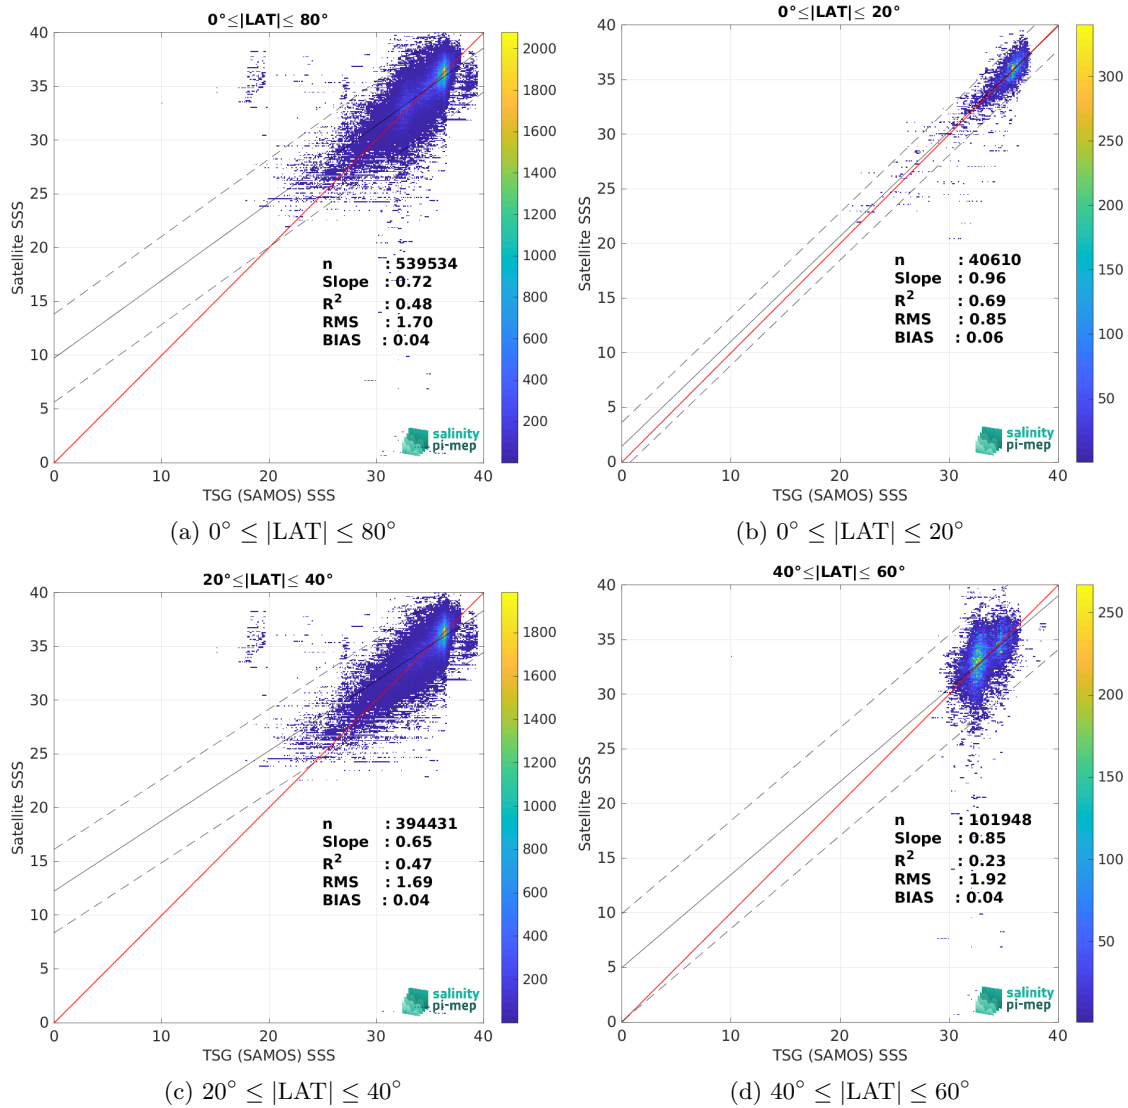 0°≤|LAT|≤ 80°
40
35
30
25
20
15
10
5
0
Satellite SSS
n : 539534
Slope : 0.72
R² : 0.48
RMS : 1.70
BIAS : 0.04
salinity
pi-mep
0 10 20 30 40
TSG (SAMOS) SSS
2000
1800
1600
1400
1200
1000
800
600
400
200
(a) 0° ≤ |LAT| ≤ 80°
0°≤|LAT|≤ 20°
40
35
30
25
20
15
10
5
0
Satellite SSS
n : 40610
Slope : 0.96
R² : 0.69
RMS : 0.85
BIAS : 0.06
salinity
pi-mep
0 10 20 30 40
TSG (SAMOS) SSS
300
250
200
150
100
50
(b) 0° ≤ |LAT| ≤ 20°
20°≤|LAT|≤ 40°
40
35
30
25
20
15
10
5
0
Satellite SSS
n : 394431
Slope : 0.65
R² : 0.47
RMS : 1.69
BIAS : 0.04
salinity
pi-mep
0 10 20 30 40
TSG (SAMOS) SSS
1800
1600
1400
1200
1000
800
600
400
200
(c) 20° ≤ |LAT| ≤ 40°
40°≤|LAT|≤ 60°
40
35
30
25
20
15
10
5
0
Satellite SSS
n : 101948
Slope : 0.85
R² : 0.23
RMS : 1.92
BIAS : 0.04
salinity
pi-mep
0 10 20 30 40
TSG (SAMOS) SSS
250
200
150
100
50
(d) 40° ≤ |LAT| ≤ 60°